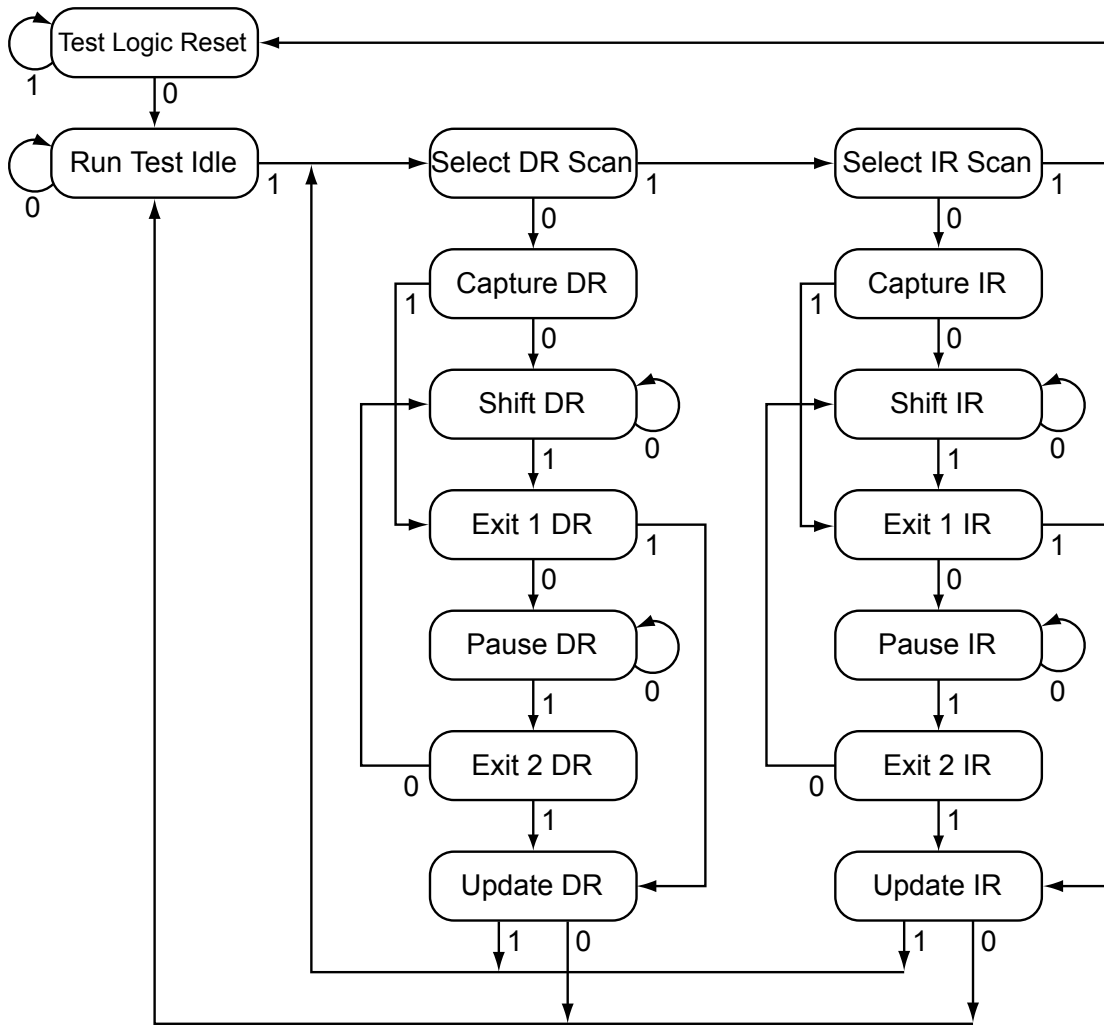 Test Logic Reset
1
0
Run Test Idle
0
1
Select DR Scan
1
0
Select IR Scan
1
0
Capture DR
1
0
Capture IR
1
0
Shift DR
0
1
Shift IR
0
1
Exit 1 DR
1
0
Exit 1 IR
1
0
Pause DR
0
1
Pause IR
0
1
Exit 2 DR
0
1
Exit 2 IR
0
1
Update DR
1
0
Update IR
1
0